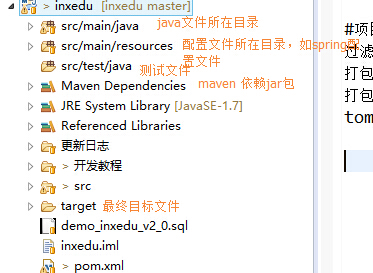 > inxedu [inxedu master]
src/main/java java文件所在目录
src/main/resources 配置文件所在目录，如spring配
置文件
src/test/java 测试文件
Maven Dependencies maven 依赖jar包
JRE System Library [JavaSE-1.7]
Referenced Libraries
更新日志
> 开发教程
> src
target 最终目标文件
demo_inxedu_v2_0.sql
inxedu.iml
> pom.xml
#项
过滤
打包
打包
tom